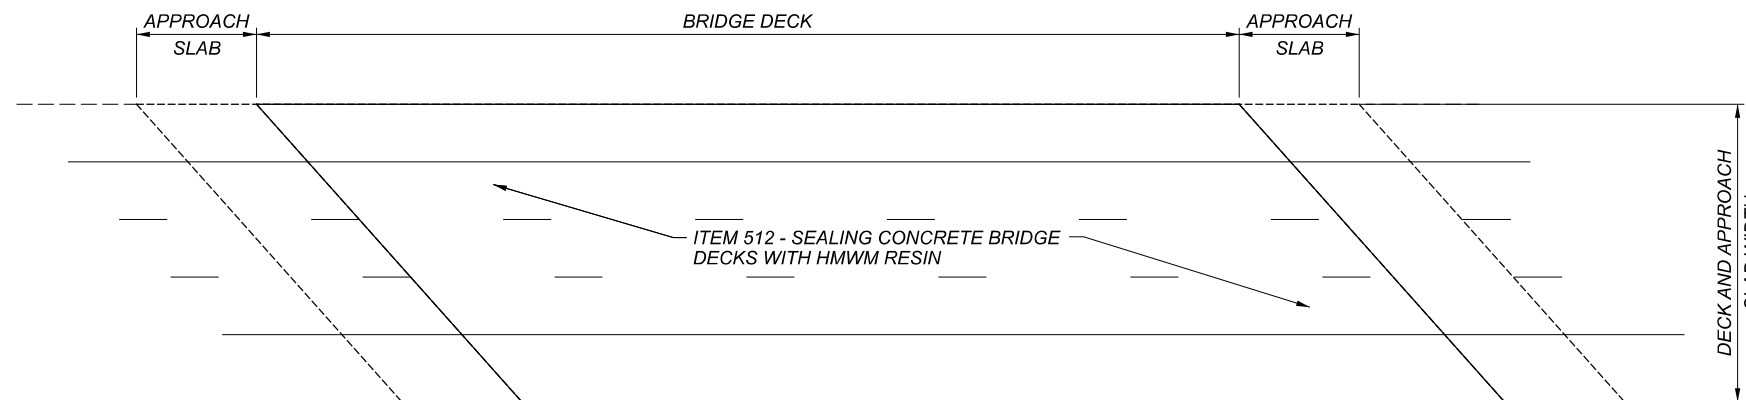 APPROACH
SLAB
BRIDGE DECK
APPROACH
SLAB
ITEM 512 - SEALING CONCRETE BRIDGE
DECKS WITH HMWM RESIN
DECK AND APPROACH